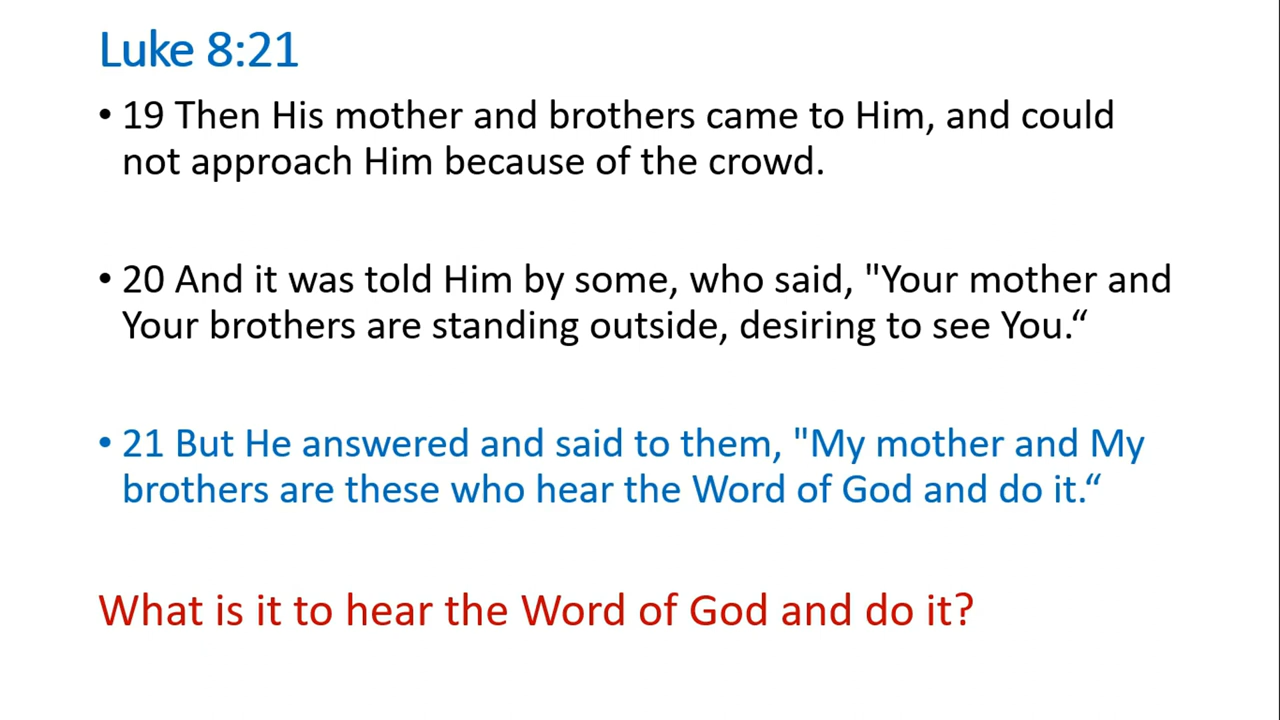 Luke 8:21
• 19 Then His mother and brothers came to Him, and could
not approach Him because of the crowd.
• 20 And it was told Him by some, who said, "Your mother and
Your brothers are standing outside, desiring to see You.“
• 21 But He answered and said to them, "My mother and My
brothers are these who hear the Word of God and do it.“
What is it to hear the Word of God and do it?